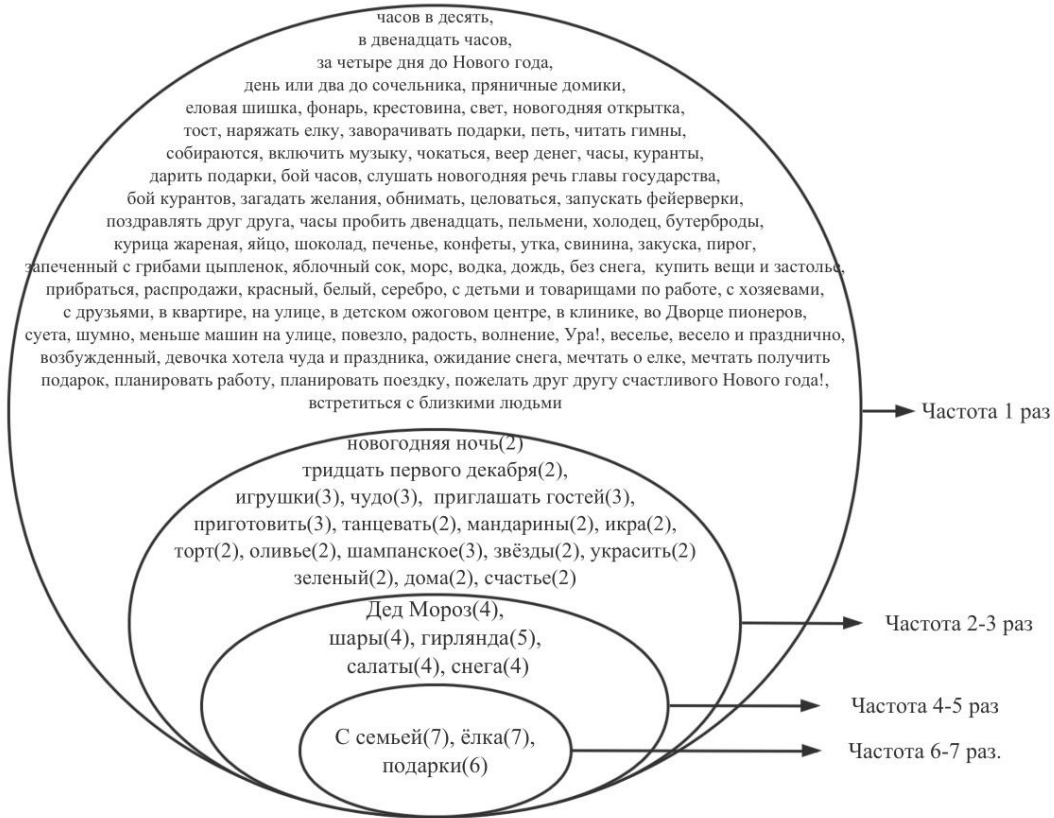 часов в десять,
в двенадцать часов,
за четыре дня до Нового года,
день или два до сочельника, пряничные домики,
еловая шишка, фонарь, крестовина, свет, новогодняя открытка,
тост, наряжать елку, заворачивать подарки, петь, читать гимны,
собираются, включить музыку, чокаться, веер денег, часы, куранты,
дарить подарки, бой часов, слушать новогодняя речь главы государства,
бой курантов, загадать желания, обнимать, целоваться, запускать фейерверки,
поздравлять друг друга, часы пробить двенадцать, пельмени, холодец, бутерброды,
курица жареная, яйцо, шоколад, печенье, конфеты, утка, свинина, закуска, пирог,
запеченный с грибами цыпленок, яблочный сок, морс, водка, дождь, без снега, купить вещи и застолье,
прибраться, распродажи, красный, белый, серебро, с детьми и товарищами по работе, с хозяевами,
с друзьями, в квартире, на улице, в детском ожоговом центре, в клинике, во Дворце пионеров,
суета, шумно, меньше машин на улице, повезло, радость, волнение, Ура!, веселье, весело и празднично,
возбужденный, девочка хотела чуда и праздника, ожидание снега, мечтать о елке, мечтать получить
подарок, планировать работу, планировать поездку, пожелать друг другу счастливого Нового года!,
встретиться с близкими людьми
Частота 1 раз
новогодняя ночь(2)
тридцать первого декабря(2),
игрушки(3), чудо(3), приглашать гостей(3),
приготовить(3), танцевать(2), мандарины(2), икра(2),
торт(2), оливье(2), шампанское(3), звёзды(2), украсить(2)
зеленый(2), дома(2), счастье(2)
Частота 2-3 раз
Дед Мороз(4),
шары(4), гирлянда(5),
салаты(4), снега(4)
Частота 4-5 раз
С семьей(7), ёлка(7),
подарки(6)
Частота 6-7 раз.